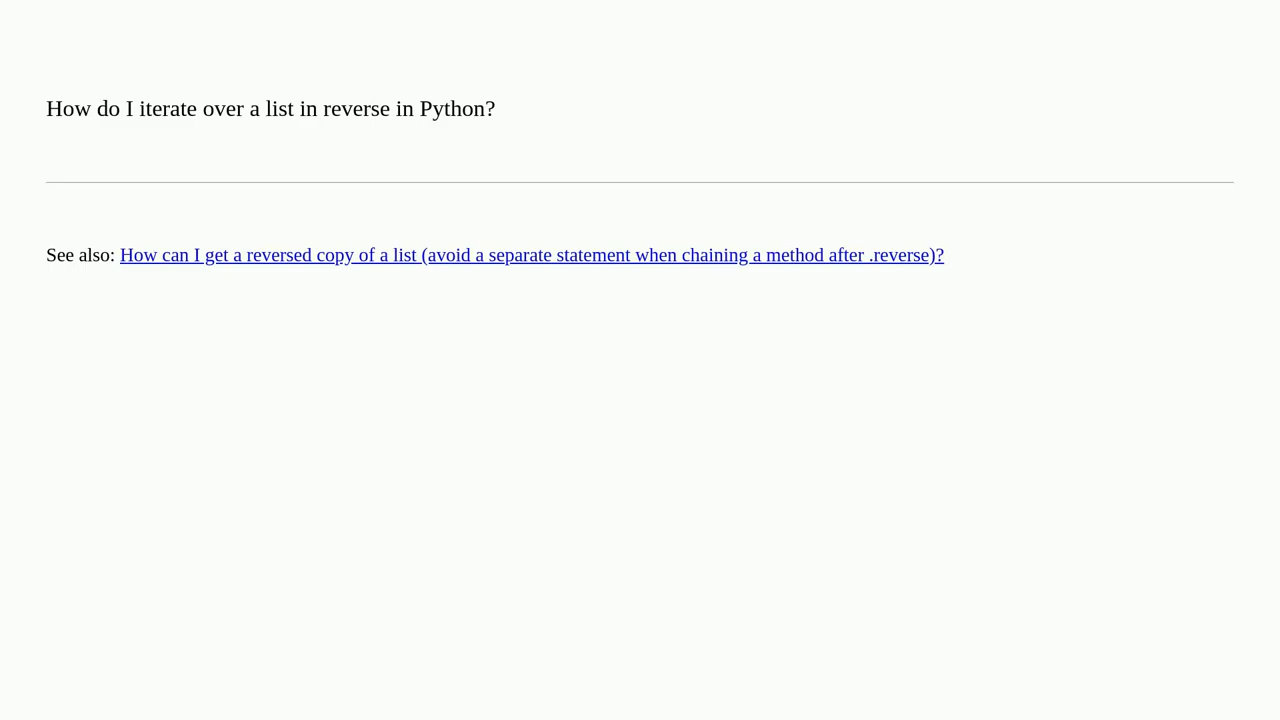 How do I iterate over a list in reverse in Python?
See also: How can I get a reversed copy of a list (avoid a separate statement when chaining a method after .reverse)?